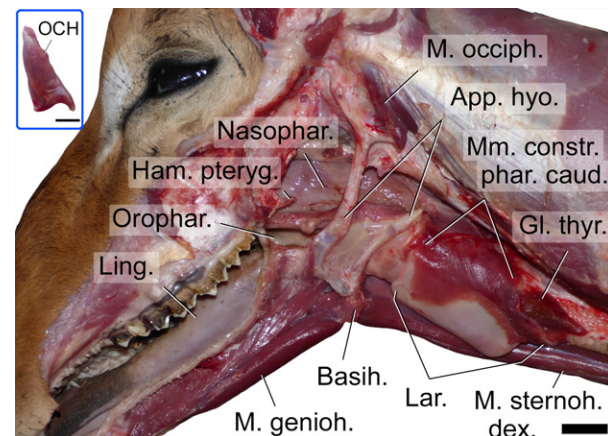 OCH
M. occiph.
App. hyo.
Nasophar.
Mm. constr.
phar. caud.
Ham. pteryg.
Orophar.
Gl. thyr.
Ling.
Basih.
Lar.
M. sternoh.
dex.
M. genioh.